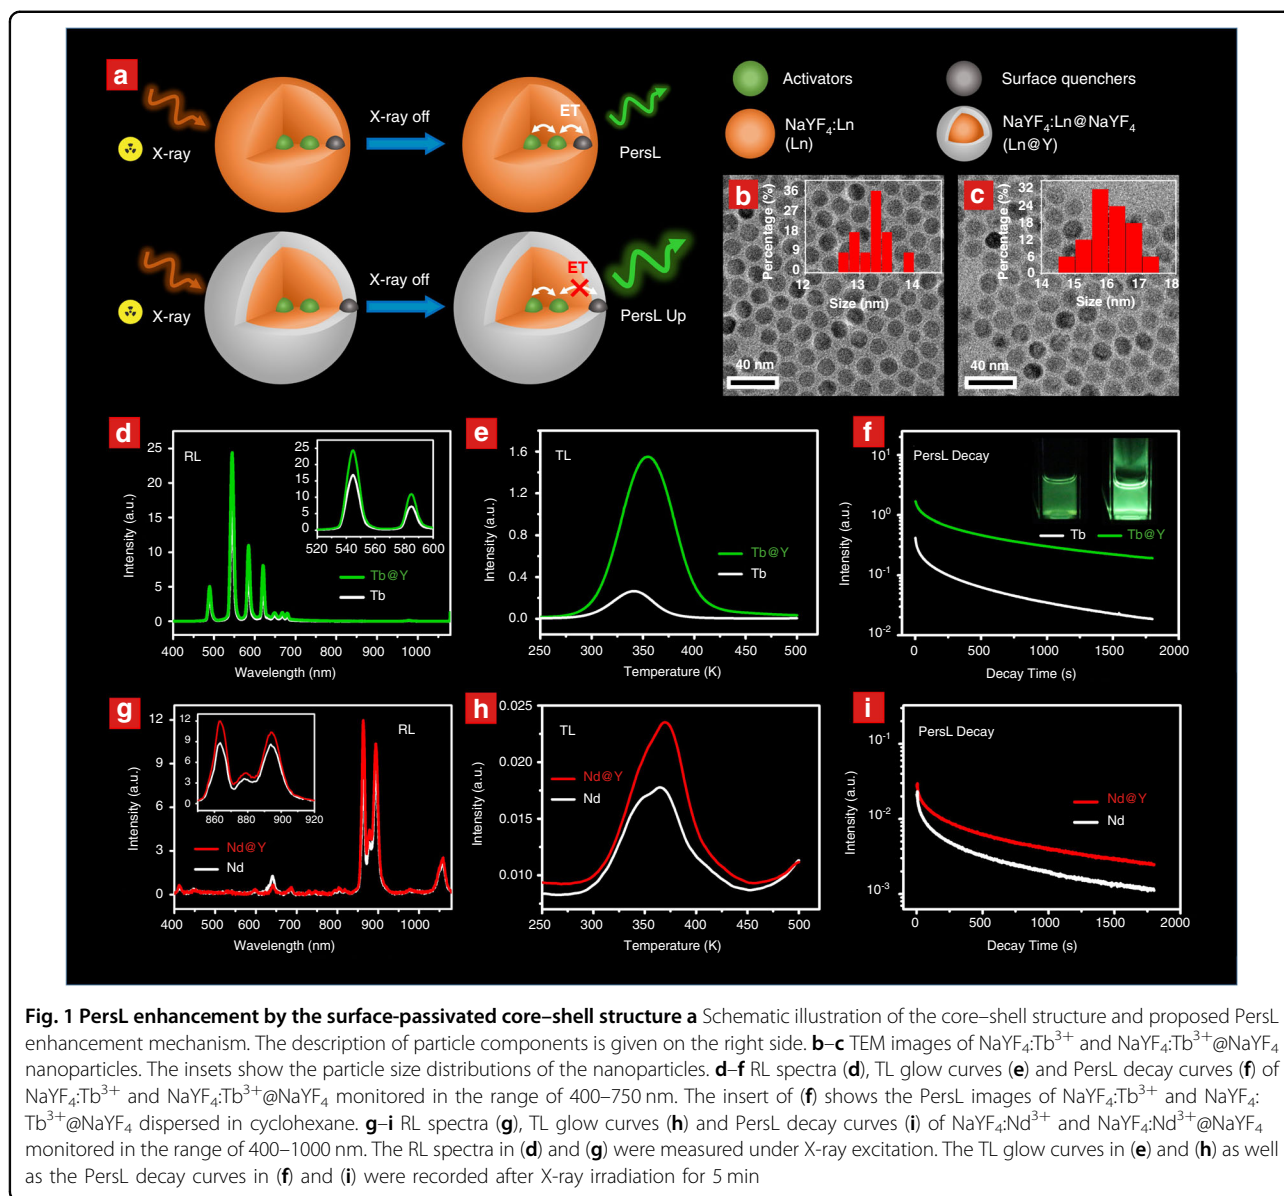 a
X-ray
X-ray off
ET
PersL
X-ray
X-ray off
ET
PersL Up
Activators
Surface quenchers
NaYF₄:Ln
(Ln)
NaYF₄:Ln@NaYF₄
(Ln@Y)
b
Percentage (%)
36
27
18
9
0
12 13 14
Size (nm)
40 nm
c
Percentage (%)
32
24
18
12
6
0
14 15 16 17 18
Size (nm)
40 nm
d
RL
Intensity (a.u.)
25
20
15
10
5
0
25
20
15
10
5
0
520 540 560 580 600
Tb@Y
Tb
400 500 600 700 800 900 1000
Wavelength (nm)
e
TL
Intensity (a.u.)
1.6
1.2
0.8
0.4
0.0
Tb@Y
Tb
250 300 350 400 450 500
Temperature (K)
f
PersL Decay
Intensity (a.u.)
10¹
10⁰
10⁻¹
10⁻²
Tb Tb@Y
0 500 1000 1500 2000
Decay Time (s)
g
RL
Intensity (a.u.)
12
9
6
3
0
12
9
6
3
0
860 880 900 920
Nd@Y
Nd
400 500 600 700 800 900 1000
Wavelength (nm)
h
TL
Intensity (a.u.)
0.025
0.020
0.015
0.010
Nd@Y
Nd
250 300 350 400 450 500
Temperature (K)
i
PersL Decay
Intensity (a.u.)
10⁻¹
10⁻²
10⁻³
Nd@Y
Nd
0 500 1000 1500 2000
Decay Time (s)
Fig. 1 PersL enhancement by the surface-passivated core–shell structure a Schematic illustration of the core–shell structure and proposed PersL
enhancement mechanism. The description of particle components is given on the right side. b–c TEM images of NaYF₄:Tb³⁺ and NaYF₄:Tb³⁺@NaYF₄
nanoparticles. The insets show the particle size distributions of the nanoparticles. d–f RL spectra (d), TL glow curves (e) and PersL decay curves (f) of
NaYF₄:Tb³⁺ and NaYF₄:Tb³⁺@NaYF₄ monitored in the range of 400–750 nm. The insert of (f) shows the PersL images of NaYF₄:Tb³⁺ and NaYF₄:
Tb³⁺@NaYF₄ dispersed in cyclohexane. g–i RL spectra (g), TL glow curves (h) and PersL decay curves (i) of NaYF₄:Nd³⁺ and NaYF₄:Nd³⁺@NaYF₄
monitored in the range of 400–1000 nm. The RL spectra in (d) and (g) were measured under X-ray excitation. The TL glow curves in (e) and (h) as well
as the PersL decay curves in (f) and (i) were recorded after X-ray irradiation for 5 min